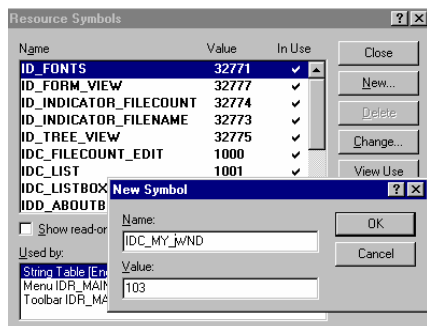 Resource Symbols
Name Value In Use
ID_FONTS 32771
ID_FORM_VIEW 32777
ID_INDICATOR_FILECOUNT 32774
ID_INDICATOR_FILENAME 32773
ID_TREE_VIEW 32775
IDC_FILECOUNT_EDIT 1000
IDC_LIST 1001
IDC_LISTBOX
IDD_ABOUTB
Close
New...
Delete
Change...
View Use
Show read-or
Used by:
String Table [Eng
Menu IDR_MAIN
Toolbar IDR_MA
New Symbol
Name:
IDC_MY_jwND
Value:
103
OK
Cancel